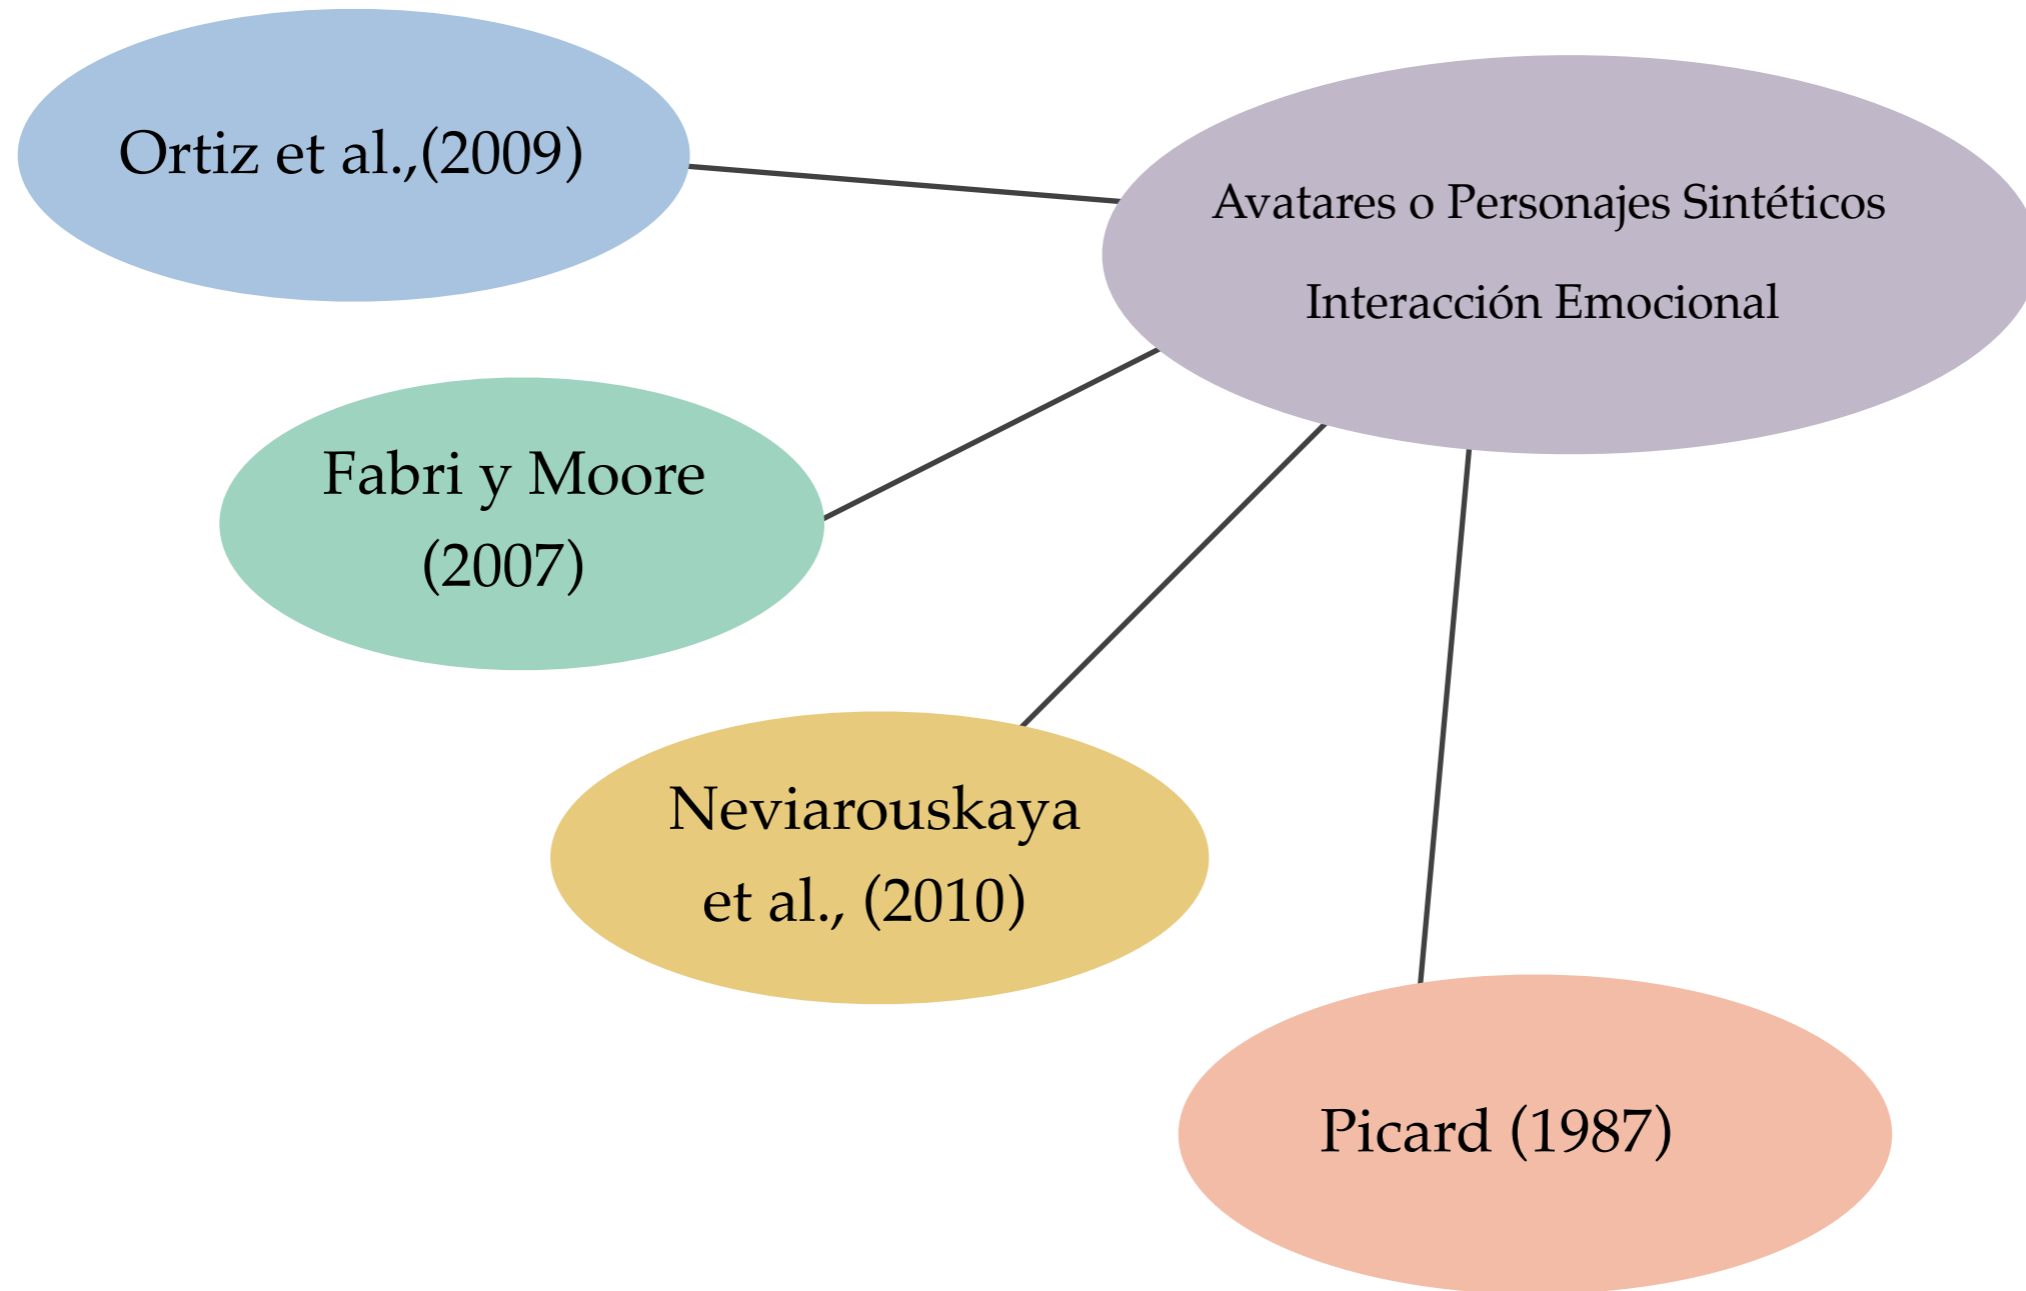 Ortiz et al.,(2009)
Avatares o Personajes Sintéticos
Interacción Emocional
Fabri y Moore
(2007)
Neviarouskaya
et al., (2010)
Picard (1987)